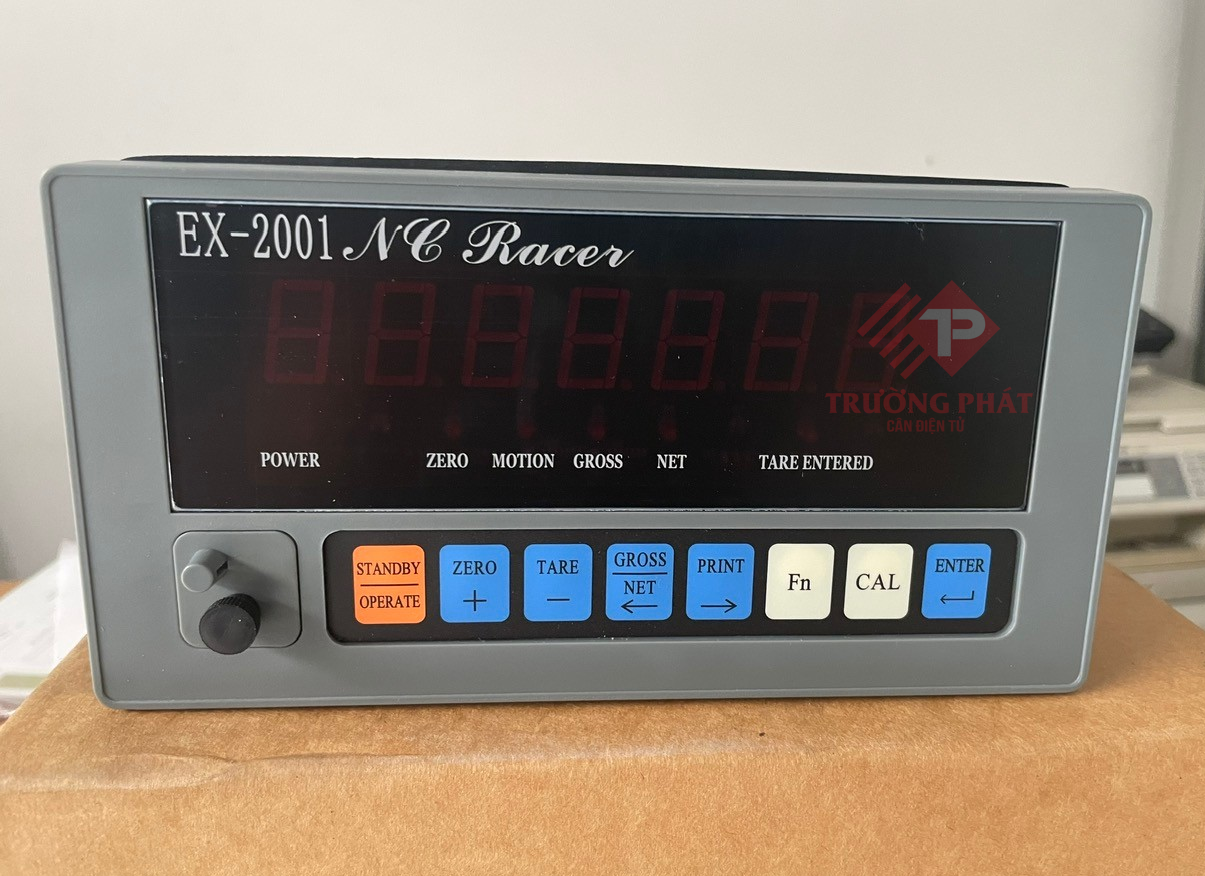 EX-2001 NC Racer
TP
TRƯỜNG PHÁT
CÂN ĐIỆN TỬ
POWER ZERO MOTION GROSS NET TARE ENTERED
STANDBY
OPERATE
ZERO
+
TARE
−
GROSS
NET
←
PRINT
→
Fn
CAL
ENTER
↵